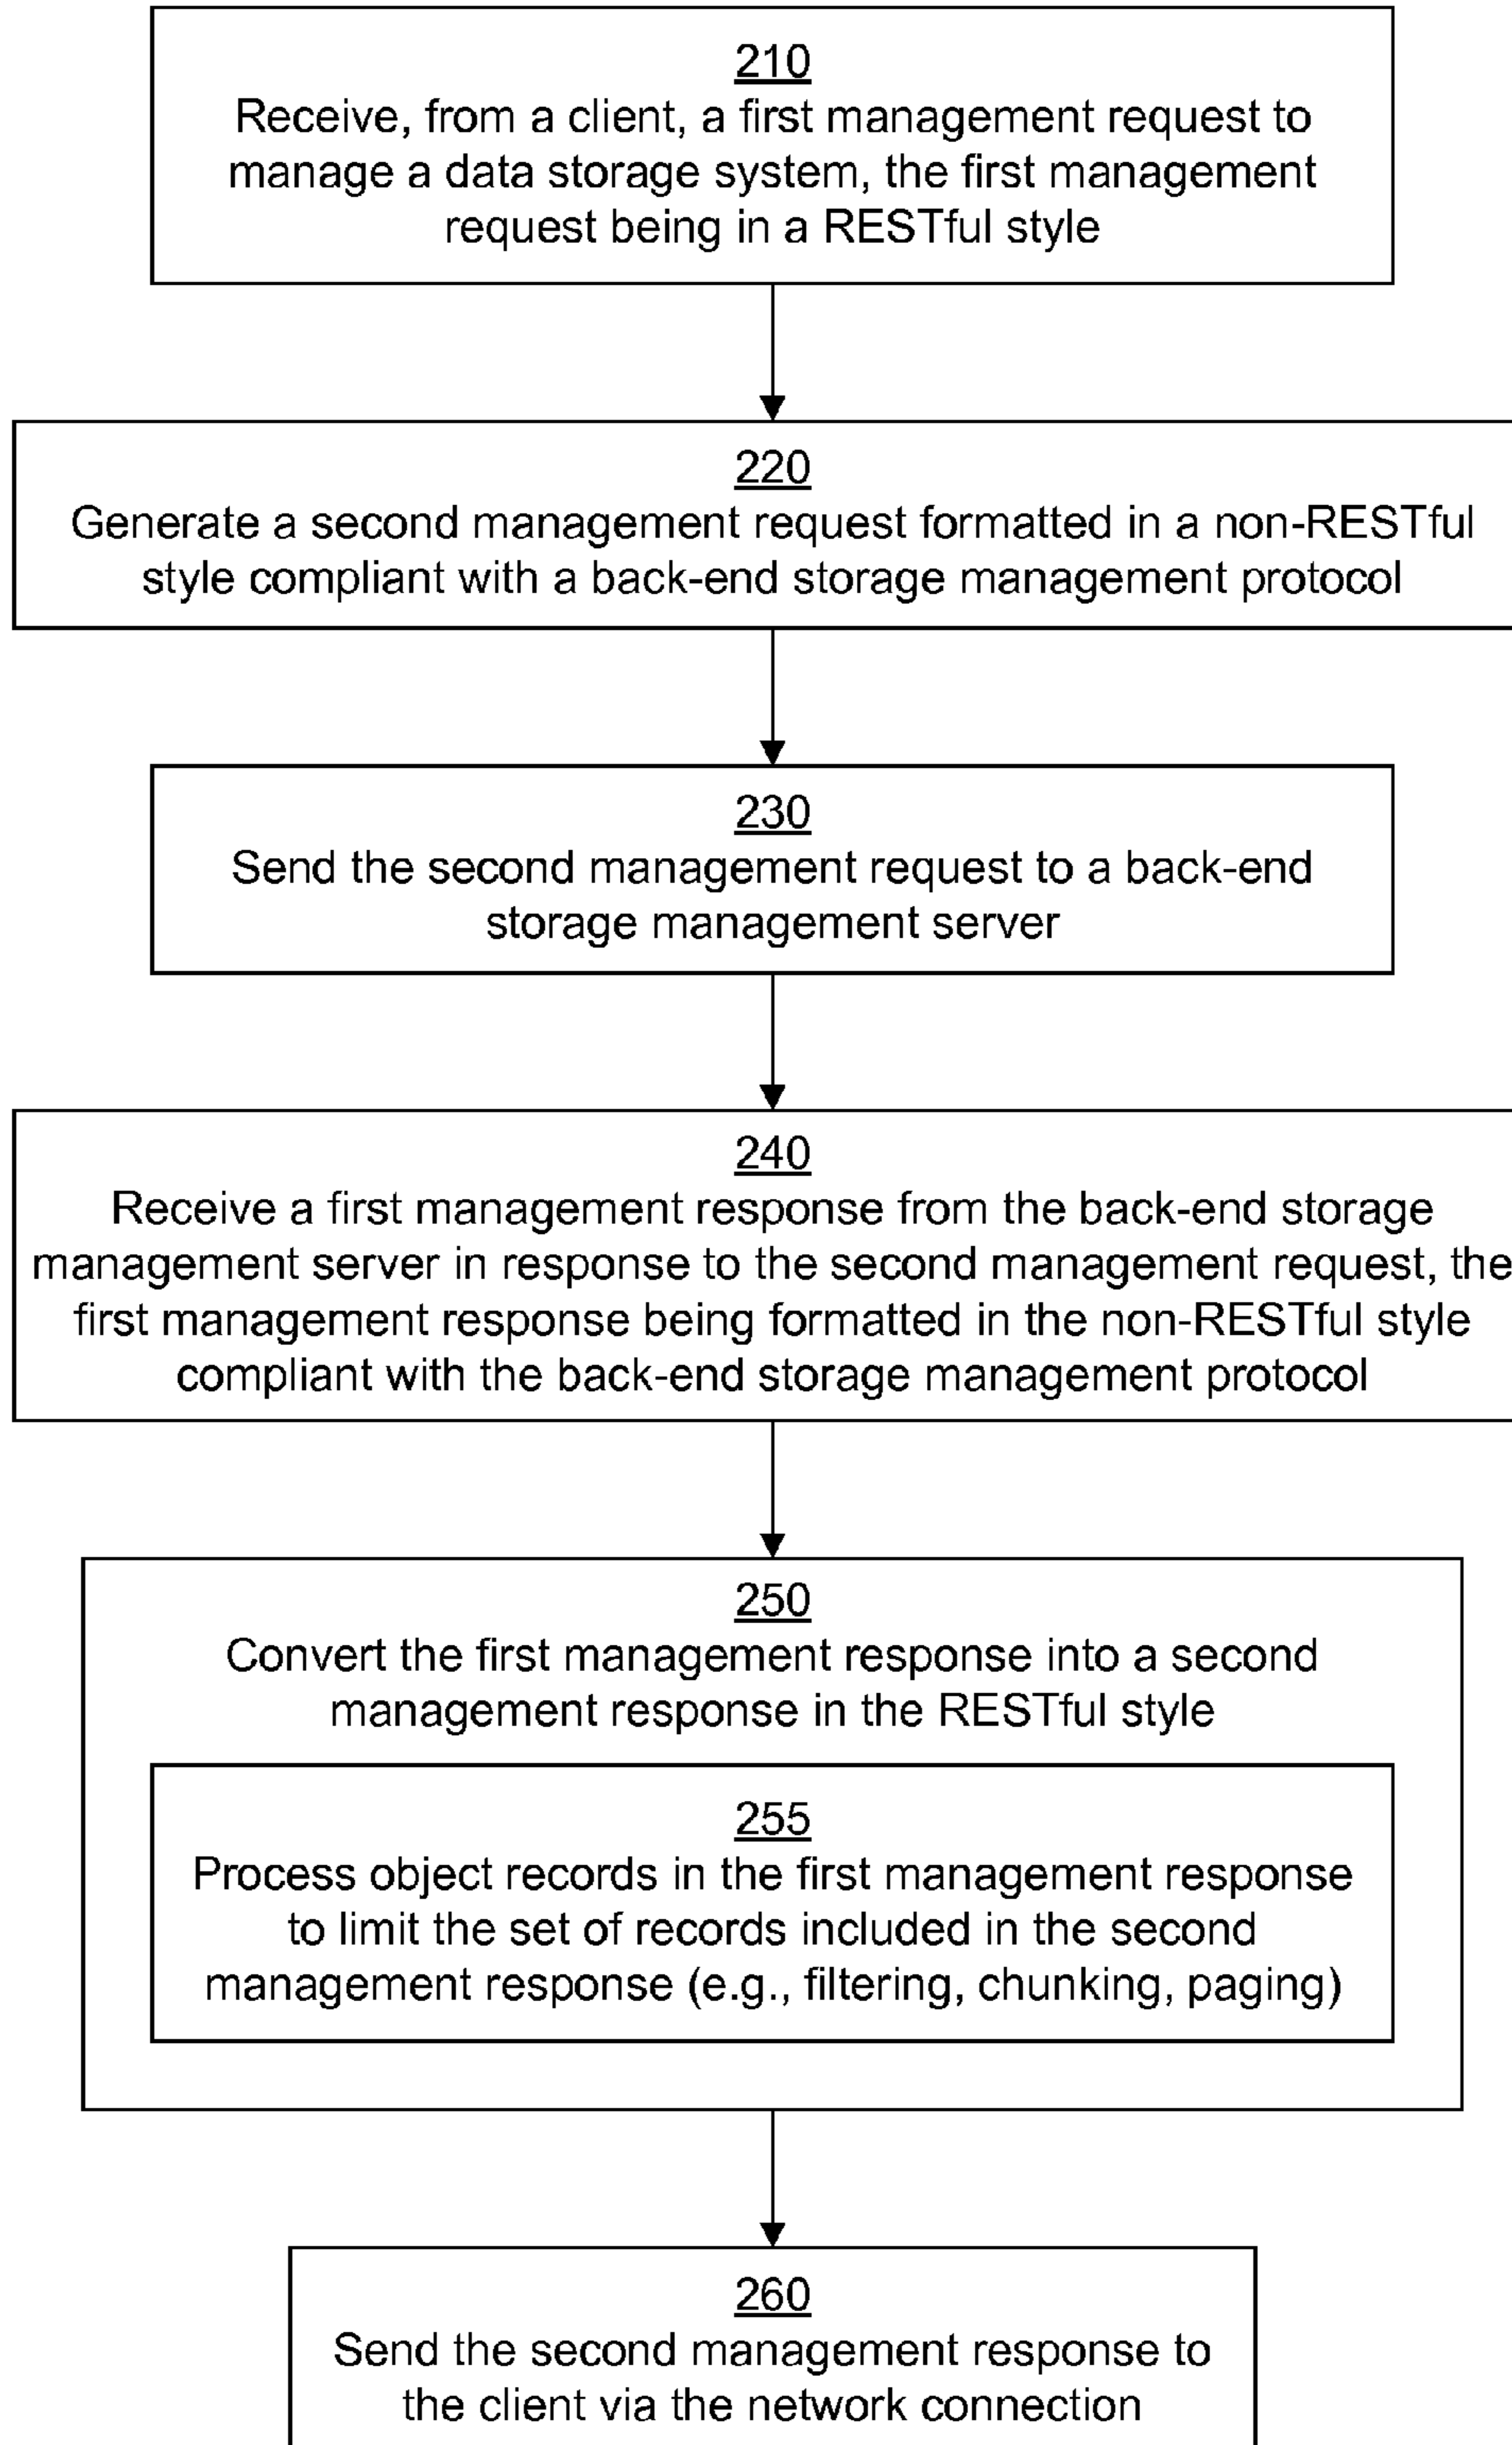 210
Receive, from a client, a first management request to
manage a data storage system, the first management
request being in a RESTful style
220
Generate a second management request formatted in a non-RESTful
style compliant with a back-end storage management protocol
230
Send the second management request to a back-end
storage management server
240
Receive a first management response from the back-end storage
management server in response to the second management request, the
first management response being formatted in the non-RESTful style
compliant with the back-end storage management protocol
250
Convert the first management response into a second
management response in the RESTful style
255
Process object records in the first management response
to limit the set of records included in the second
management response (e.g., filtering, chunking, paging)
260
Send the second management response to
the client via the network connection